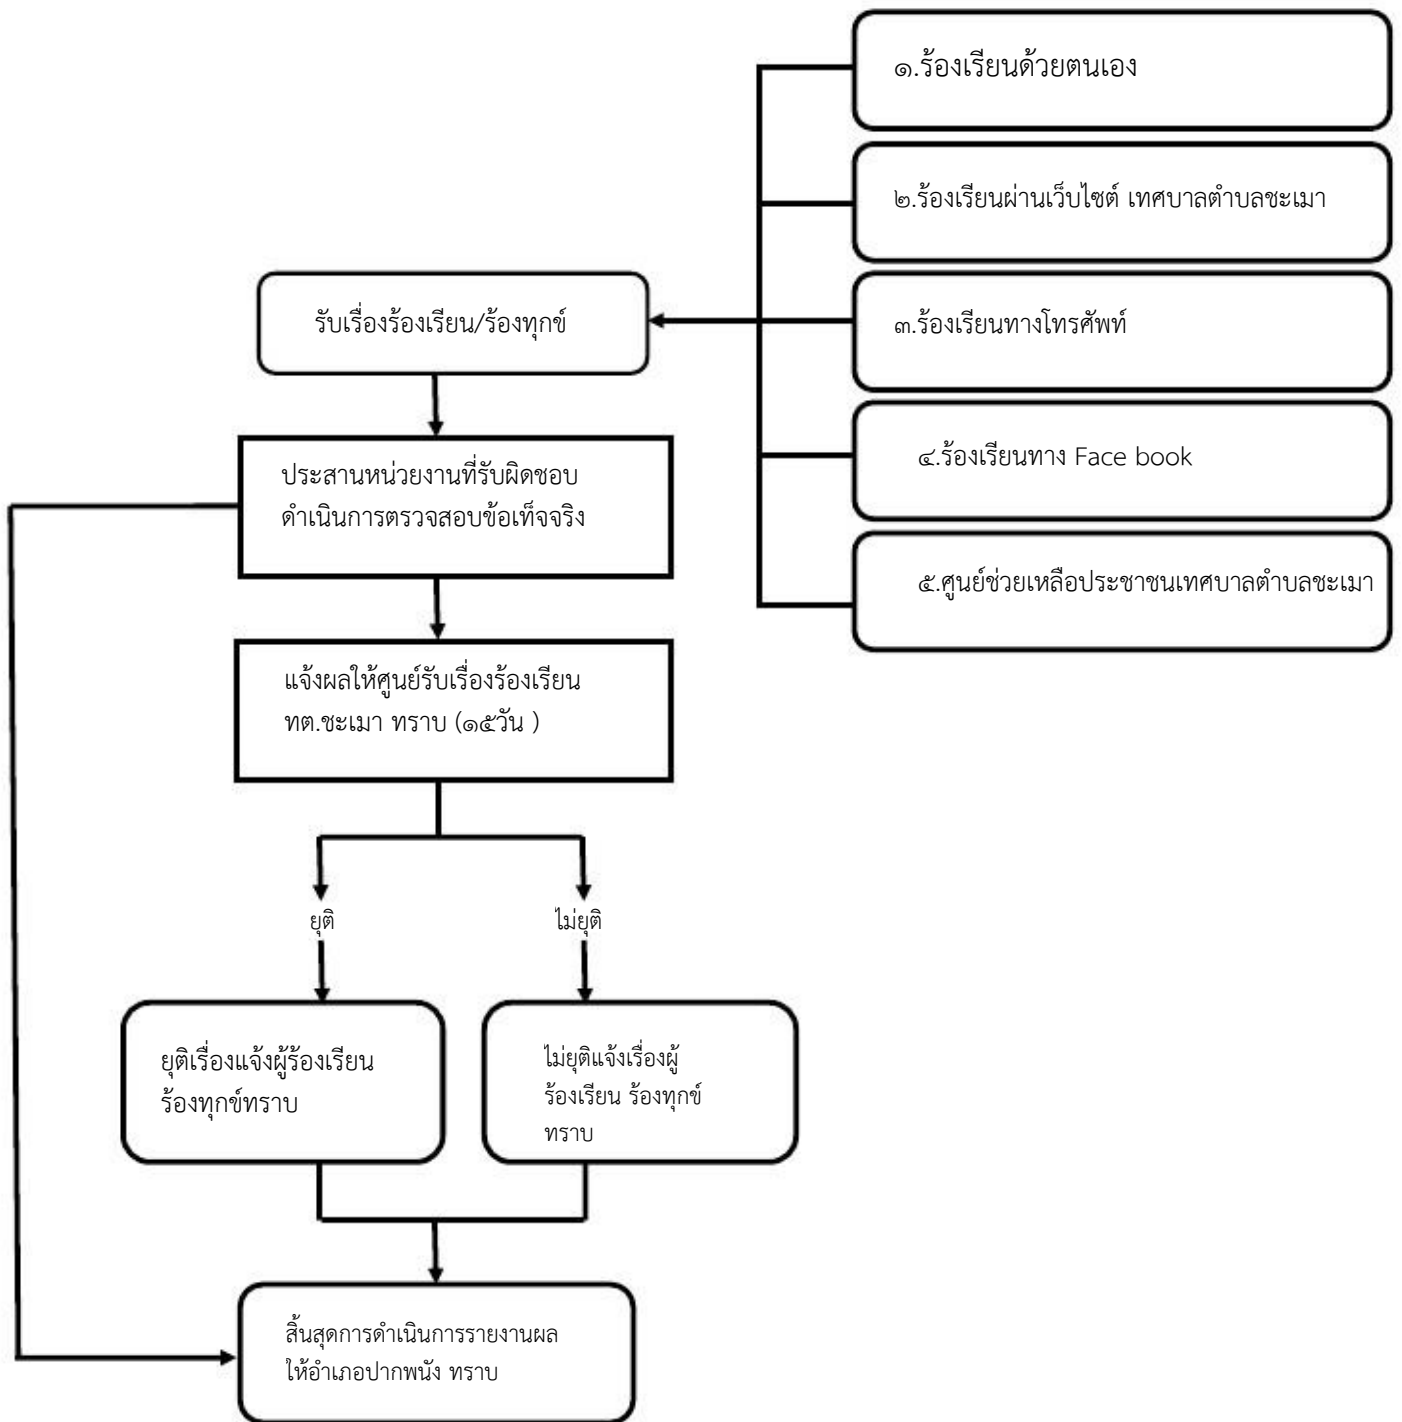 ๑.ร้องเรียนด้วยตนเอง
๒.ร้องเรียนผ่านเว็บไซต์ เทศบาลตำบลชะเมา
๓.ร้องเรียนทางโทรศัพท์
๔.ร้องเรียนทาง Face book
๕.ศูนย์ช่วยเหลือประชาชนเทศบาลตำบลชะเมา
รับเรื่องร้องเรียน/ร้องทุกข์
ประสานหน่วยงานที่รับผิดชอบ
ดำเนินการตรวจสอบข้อเท็จจริง
แจ้งผลให้ศูนย์รับเรื่องร้องเรียน
ทต.ชะเมา ทราบ (๑๕วัน )
ยุติ
ไม่ยุติ
ยุติเรื่องแจ้งผู้ร้องเรียน
ร้องทุกข์ทราบ
ไม่ยุติแจ้งเรื่องผู้
ร้องเรียน ร้องทุกข์
ทราบ
สิ้นสุดการดำเนินการรายงานผล
ให้อำเภอปากพนัง ทราบ